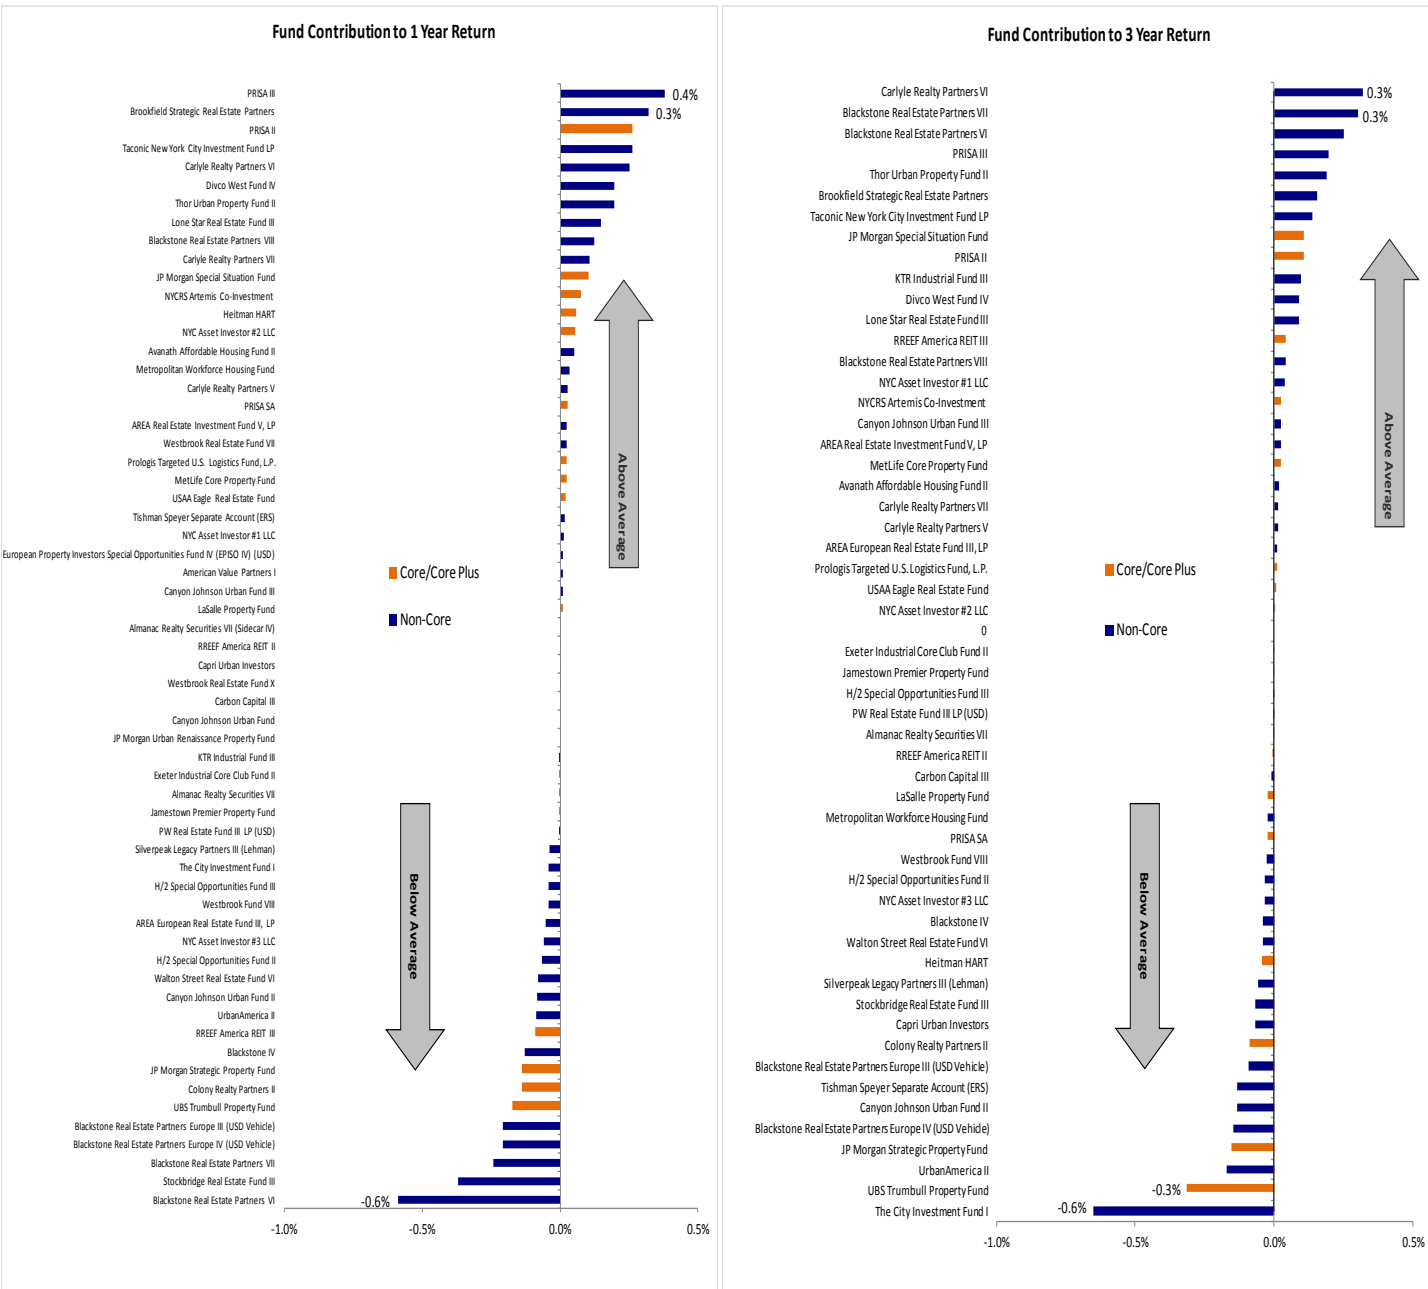 Fund Contribution to 1 Year Return
PRISA III
0.4%
Brookfield Strategic Real Estate Partners
0.3%
PRISA II
Taconic New York City Investment Fund LP
Carlyle Realty Partners VI
Divco West Fund IV
Thor Urban Property Fund II
Lone Star Real Estate Fund III
Blackstone Real Estate Partners VIII
Carlyle Realty Partners VII
JP Morgan Special Situation Fund
NYCRS Artemis Co-Investment
Heitman HART
NYC Asset Investor #2 LLC
Avanath Affordable Housing Fund II
Metropolitan Workforce Housing Fund
Carlyle Realty Partners V
PRISA SA
AREA Real Estate Investment Fund V, LP
Westbrook Real Estate Fund VII
Prologis Targeted U.S. Logistics Fund, L.P.
MetLife Core Property Fund
USAA Eagle Real Estate Fund
Tishman Speyer Separate Account (ERS)
NYC Asset Investor #1 LLC
European Property Investors Special Opportunities Fund IV (EPISO IV) (USD)
American Value Partners I
Canyon Johnson Urban Fund III
LaSalle Property Fund
Almanac Realty Securities VII (Sidecar IV)
RREEF America REIT II
Capri Urban Investors
Westbrook Real Estate Fund X
Carbon Capital III
Canyon Johnson Urban Fund
JP Morgan Urban Renaissance Property Fund
KTR Industrial Fund III
Exeter Industrial Core Club Fund II
Almanac Realty Securities VII
Jamestown Premier Property Fund
PW Real Estate Fund III LP (USD)
Silverpeak Legacy Partners III (Lehman)
The City Investment Fund I
H/2 Special Opportunities Fund III
Westbrook Fund VIII
AREA European Real Estate Fund III, LP
NYC Asset Investor #3 LLC
H/2 Special Opportunities Fund II
Walton Street Real Estate Fund VI
Canyon Johnson Urban Fund II
UrbanAmerica II
RREEF America REIT III
Blackstone IV
JP Morgan Strategic Property Fund
Colony Realty Partners II
UBS Trumbull Property Fund
Blackstone Real Estate Partners Europe III (USD Vehicle)
Blackstone Real Estate Partners Europe IV (USD Vehicle)
Blackstone Real Estate Partners VII
Stockbridge Real Estate Fund III
Blackstone Real Estate Partners VI
-0.6%
Core/Core Plus
Non-Core
Above Average
Below Average
-1.0%
-0.5%
0.0%
0.5%
Fund Contribution to 3 Year Return
Carlyle Realty Partners VI
0.3%
Blackstone Real Estate Partners VII
0.3%
Blackstone Real Estate Partners VI
PRISA III
Thor Urban Property Fund II
Brookfield Strategic Real Estate Partners
Taconic New York City Investment Fund LP
JP Morgan Special Situation Fund
PRISA II
KTR Industrial Fund III
Divco West Fund IV
Lone Star Real Estate Fund III
RREEF America REIT III
Blackstone Real Estate Partners VIII
NYC Asset Investor #1 LLC
NYCRS Artemis Co-Investment
Canyon Johnson Urban Fund III
AREA Real Estate Investment Fund V, LP
MetLife Core Property Fund
Avanath Affordable Housing Fund II
Carlyle Realty Partners VII
Carlyle Realty Partners V
AREA European Real Estate Fund III, LP
Prologis Targeted U.S. Logistics Fund, L.P.
USAA Eagle Real Estate Fund
NYC Asset Investor #2 LLC
0
Exeter Industrial Core Club Fund II
Jamestown Premier Property Fund
H/2 Special Opportunities Fund III
PW Real Estate Fund III LP (USD)
Almanac Realty Securities VII
RREEF America REIT II
Carbon Capital III
LaSalle Property Fund
Metropolitan Workforce Housing Fund
PRISA SA
Westbrook Fund VIII
H/2 Special Opportunities Fund II
NYC Asset Investor #3 LLC
Blackstone IV
Walton Street Real Estate Fund VI
Heitman HART
Silverpeak Legacy Partners III (Lehman)
Stockbridge Real Estate Fund III
Capri Urban Investors
Colony Realty Partners II
Blackstone Real Estate Partners Europe III (USD Vehicle)
Tishman Speyer Separate Account (ERS)
Canyon Johnson Urban Fund II
Blackstone Real Estate Partners Europe IV (USD Vehicle)
JP Morgan Strategic Property Fund
UrbanAmerica II
UBS Trumbull Property Fund
-0.3%
The City Investment Fund I
-0.6%
Core/Core Plus
Non-Core
Above Average
Below Average
-1.0%
-0.5%
0.0%
0.5%